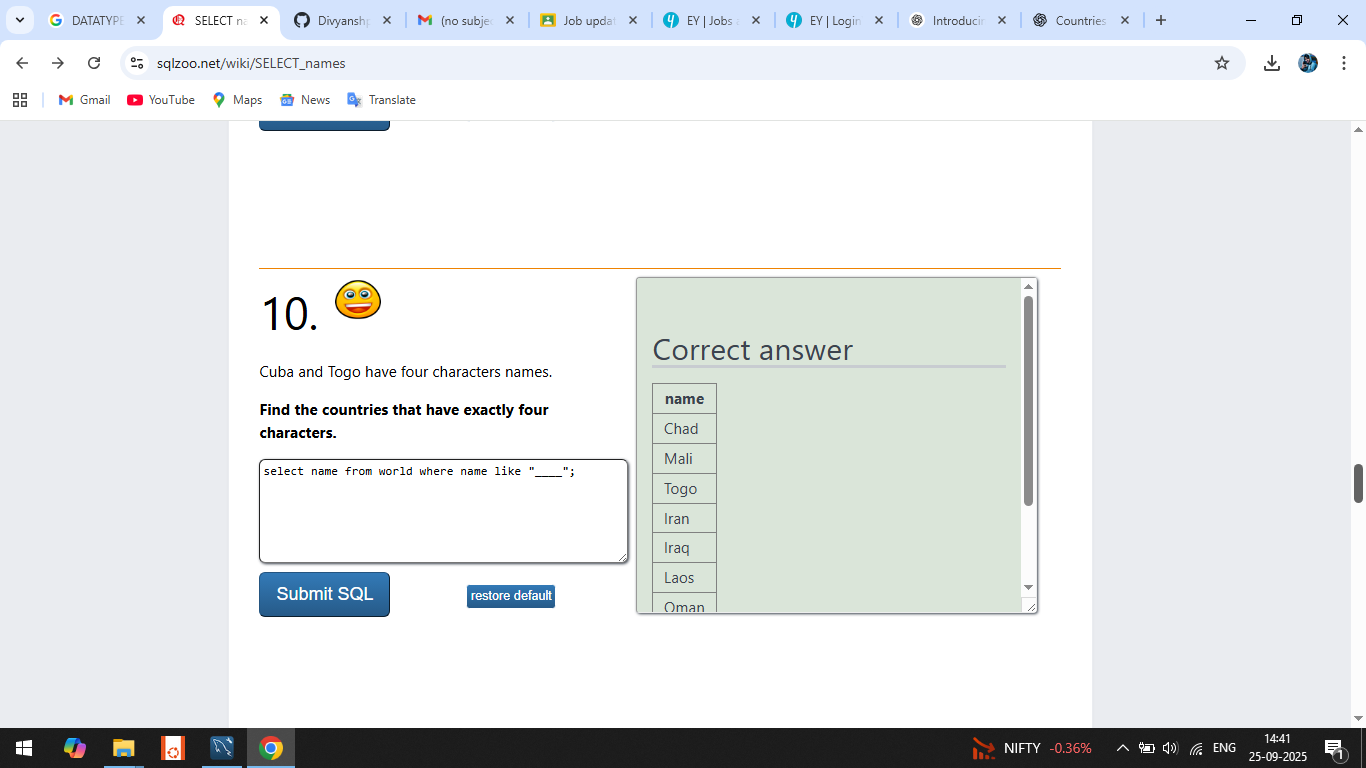 DATATYPE
SELECT na
Divyanshp
(no subje
Job updat
EY | Jobs
EY | Login
Introducin
Countries
sqlzoo.net/wiki/SELECT_names
Gmail
YouTube
Maps
News
Translate
10.
Cuba and Togo have four characters names.
Find the countries that have exactly four
characters.
select name from world where name like "____";
Submit SQL
restore default
Correct answer
name
Chad
Mali
Togo
Iran
Iraq
Laos
Oman
NIFTY -0.36%
ENG
14:41
25-09-2025
1